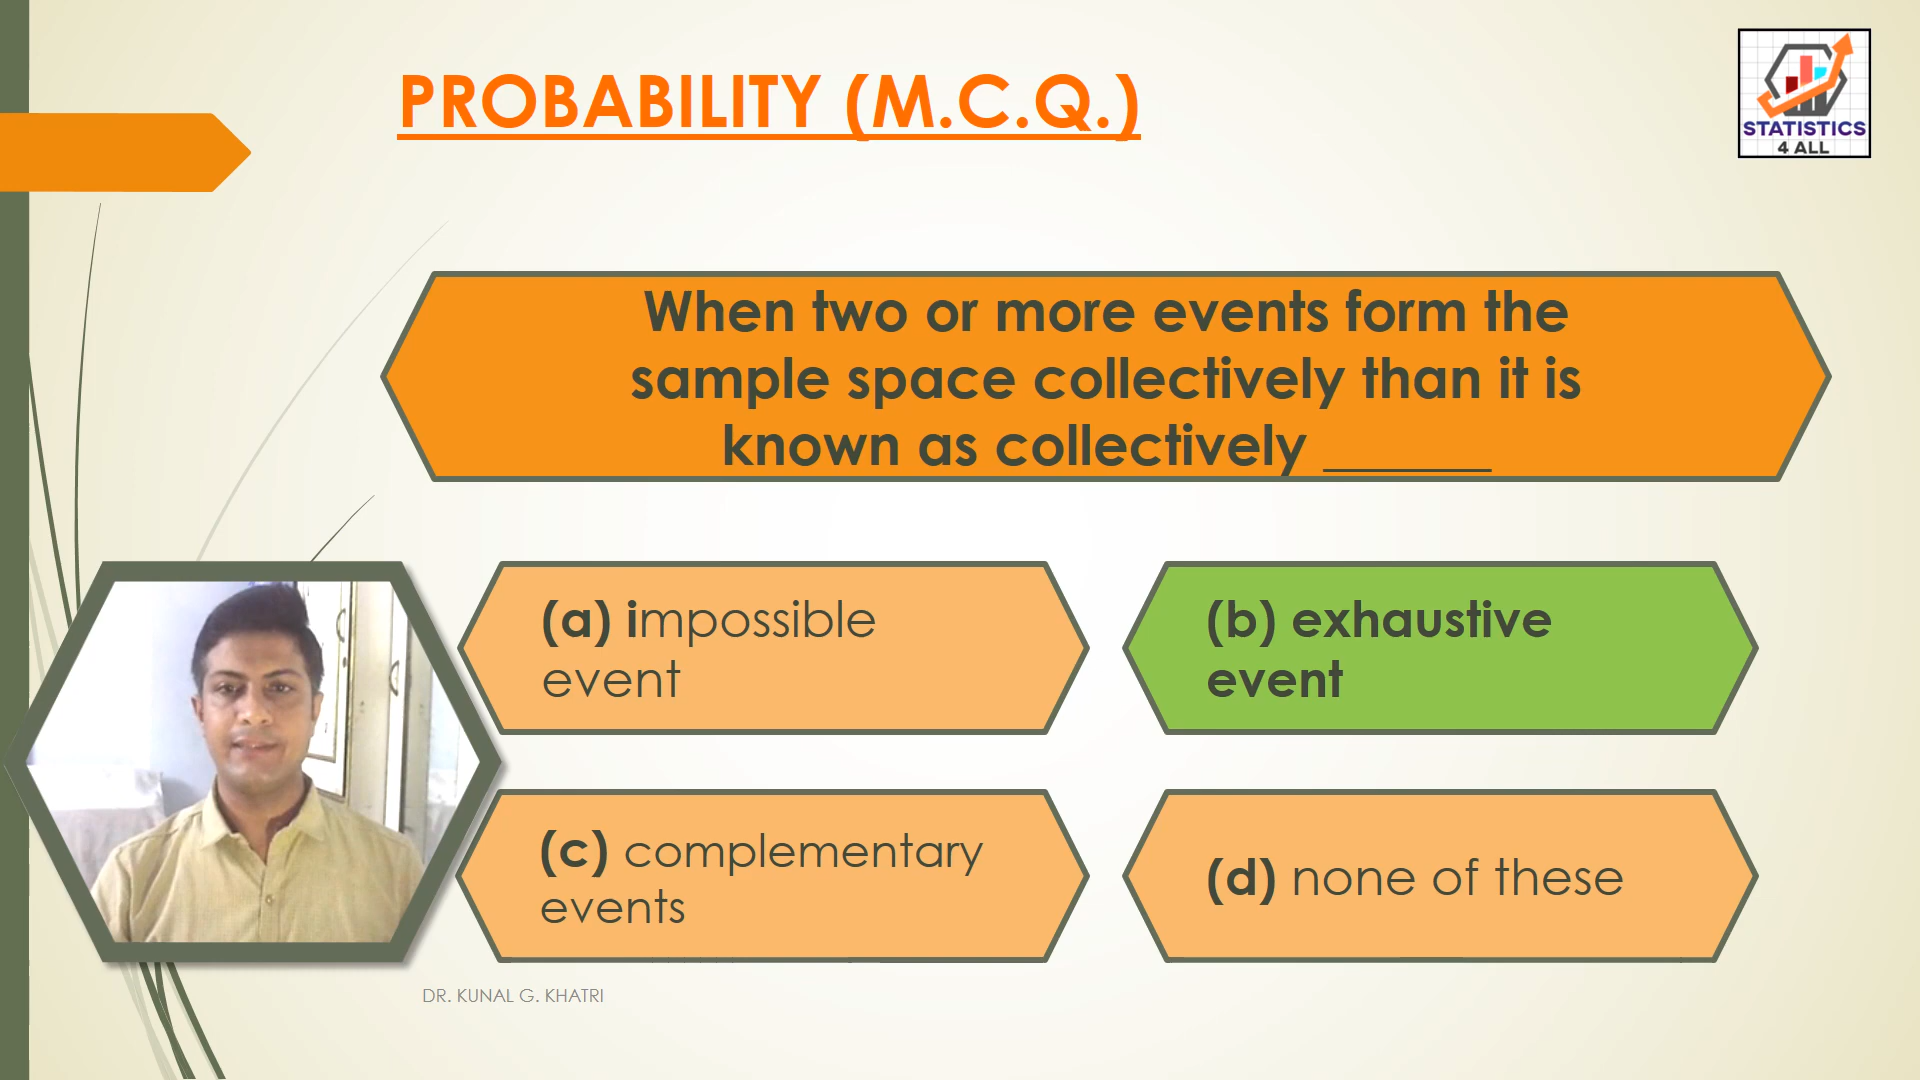 PROBABILITY (M.C.Q.)
STATISTICS
4 ALL
When two or more events form the
sample space collectively than it is
known as collectively ______
(a) impossible
event
(b) exhaustive
event
(c) complementary
events
(d) none of these
DR. KUNAL G. KHATRI